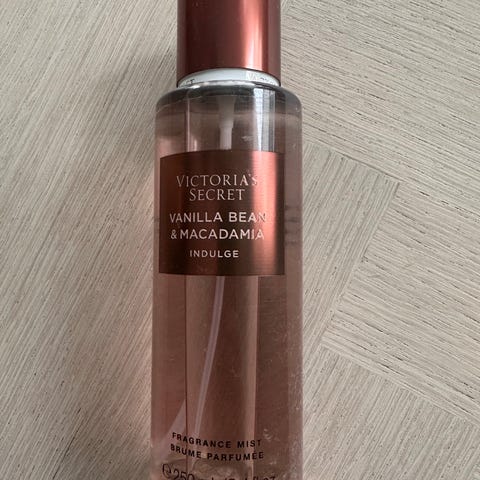 VICTORIA'S
SECRET
VANILLA BEAN
& MACADAMIA
INDULGE
FRAGRANCE MIST
BRUME PARFUMÉE